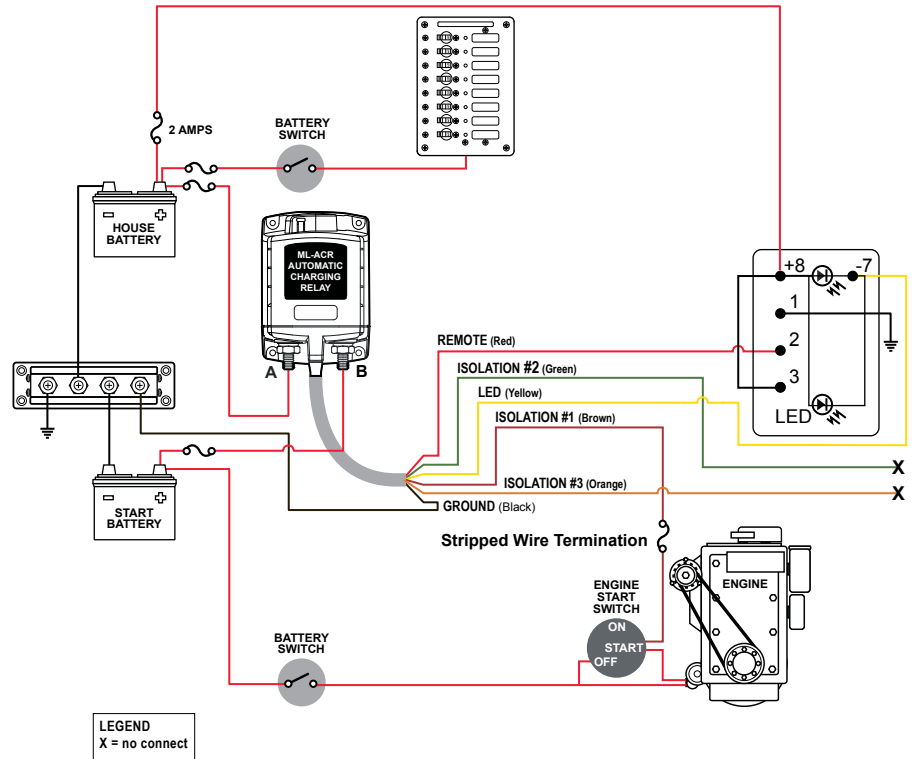 2 AMPS
BATTERY
SWITCH
HOUSE
BATTERY
ML-ACR
AUTOMATIC
CHARGING
RELAY
A
B
+8
-7
1
2
3
LED
REMOTE (Red)
ISOLATION #2 (Green)
LED (Yellow)
ISOLATION #1 (Brown)
ISOLATION #3 (Orange)
GROUND (Black)
X
X
START
BATTERY
Stripped Wire Termination
ENGINE
START
SWITCH
ON
START
OFF
ENGINE
BATTERY
SWITCH
LEGEND
X = no connect